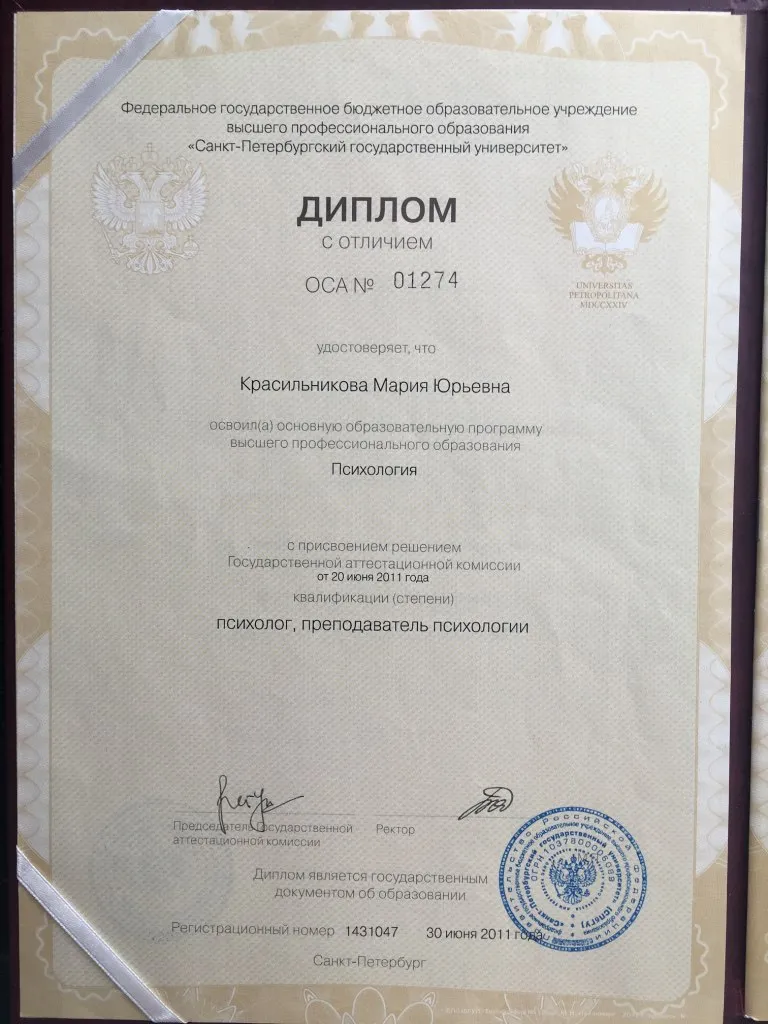 Федеральное государственное бюджетное образовательное учреждение
высшего профессионального образования
«Санкт-Петербургский государственный университет»
ДИПЛОМ
с отличием
ОСА № 01274
UNIVERSITAS
PETROPOLITANA
MDCCXXIV
удостоверяет, что
Красильникова Мария Юрьевна
освоил(а) основную образовательную программу
высшего профессионального образования
Психология
с присвоением решением
Государственной аттестационной комиссии
от 20 июня 2011 года
квалификации (степени)
психолог, преподаватель психологии
Председатель Государственной
аттестационной комиссии
Ректор
Диплом является государственным
документом об образовании
Регистрационный номер 1431047 30 июня 2011 года
Санкт-Петербург